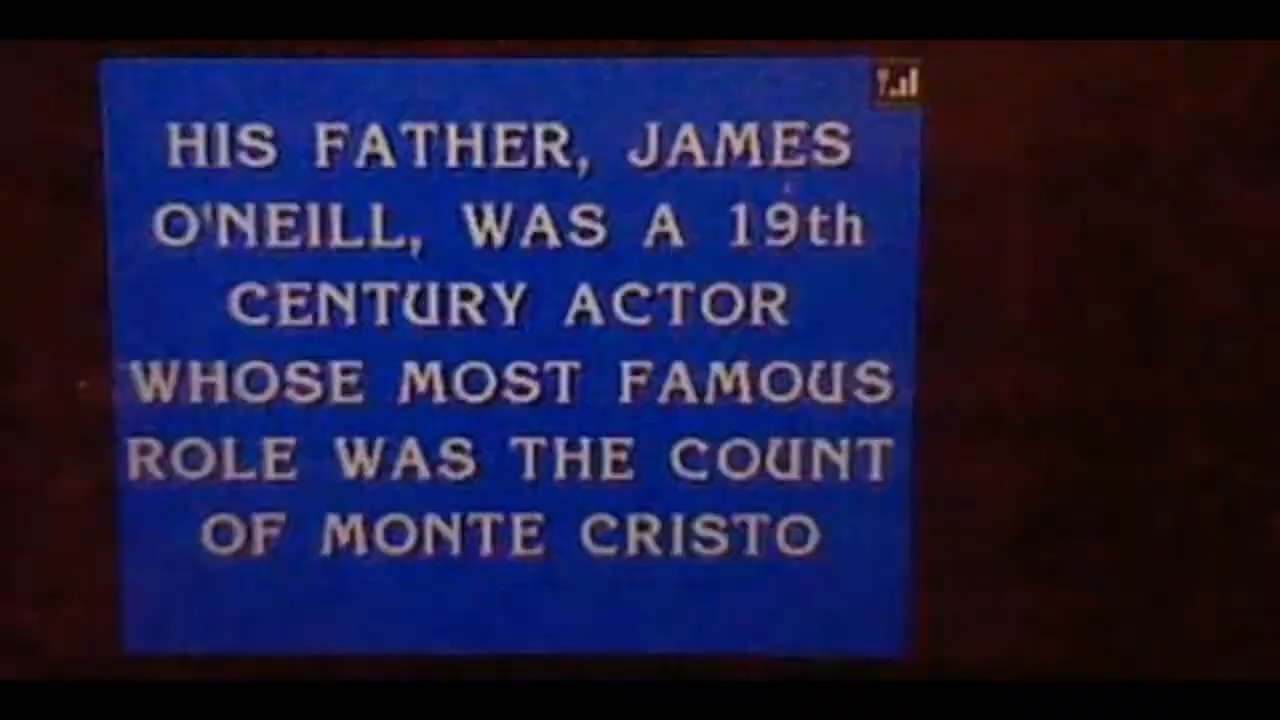 HIS FATHER, JAMES
O'NEILL, WAS A 19th
CENTURY ACTOR
WHOSE MOST FAMOUS
ROLE WAS THE COUNT
OF MONTE CRISTO